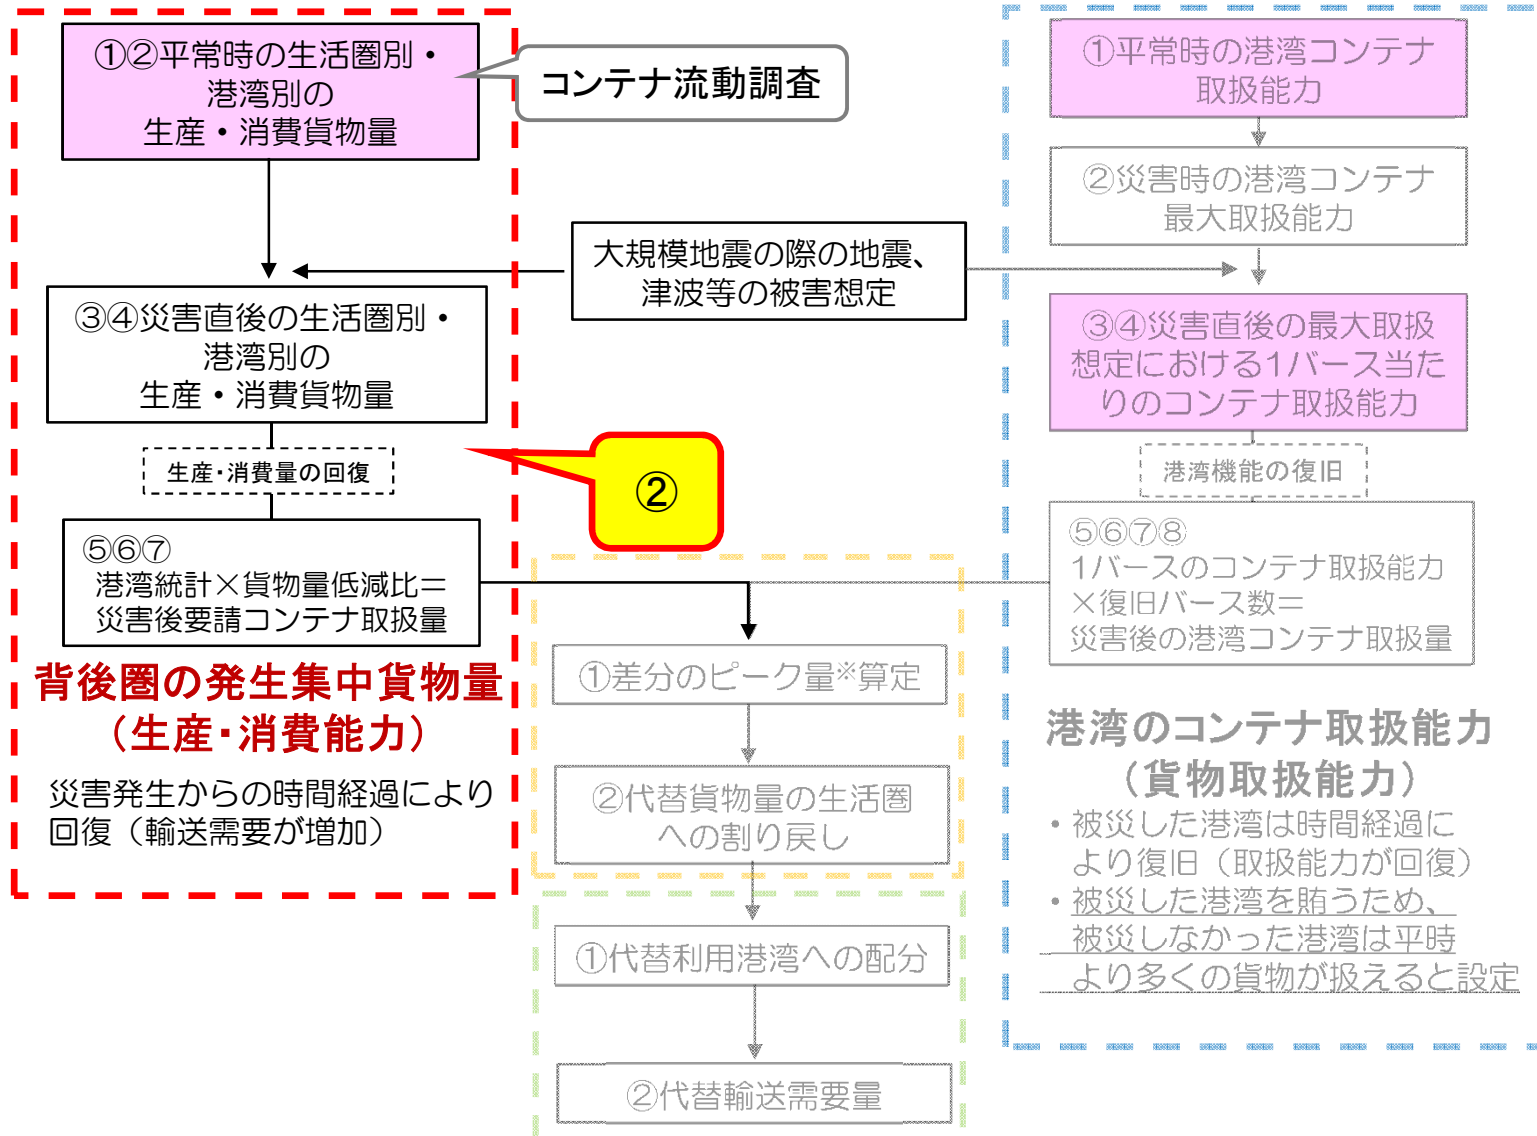 ①②平常時の生活圏別・
港湾別の
生産・消費貨物量
コンテナ流動調査
大規模地震の際の地震、
津波等の被害想定
③④災害直後の生活圏別・
港湾別の
生産・消費貨物量
生産・消費量の回復
②
⑤⑥⑦
港湾統計×貨物量低減比＝
災害後要請コンテナ取扱量
背後圏の発生集中貨物量
（生産・消費能力）
災害発生からの時間経過により
回復（輸送需要が増加）
①平常時の港湾コンテナ
取扱能力
②災害時の港湾コンテナ
最大取扱能力
③④災害直後の最大取扱
想定における1バース当た
りのコンテナ取扱能力
港湾機能の復旧
⑤⑥⑦⑧
1バースのコンテナ取扱能力
×復旧バース数＝
災害後の港湾コンテナ取扱量
港湾のコンテナ取扱能力
（貨物取扱能力）
・被災した港湾は時間経過に
より復旧（取扱能力が回復）
・被災した港湾を賄うため、
被災しなかった港湾は平時
より多くの貨物が扱えると設定
①差分のピーク量※算定
②代替貨物量の生活圏
への割り戻し
①代替利用港湾への配分
②代替輸送需要量